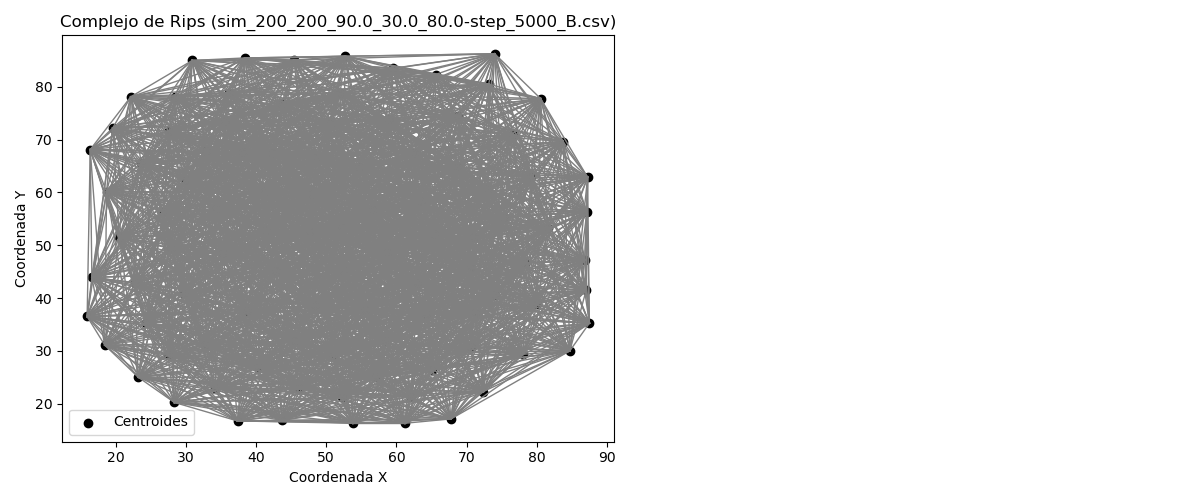 Complejo de Rips (sim_200_200_90.0_30.0_80.0-step_5000_B.csv)
Coordenada Y
80
70
60
50
40
30
20
Centroides
20 30 40 50 60 70 80 90
Coordenada X